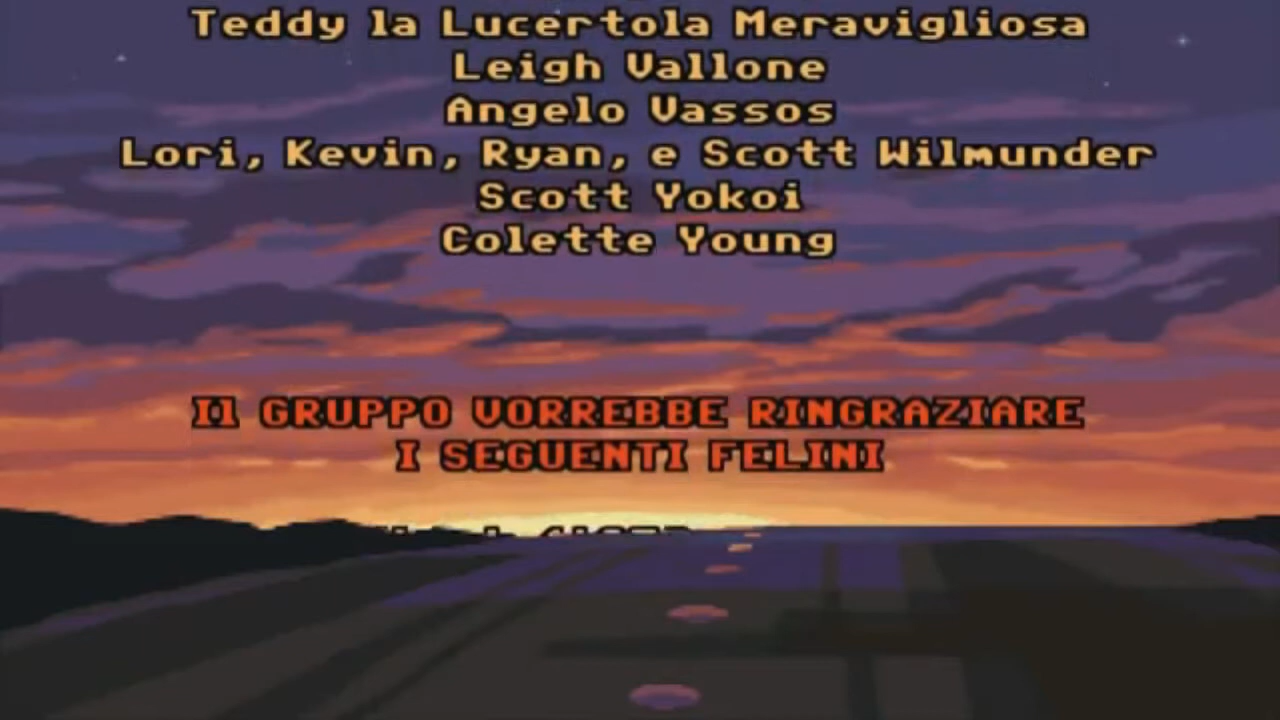 Teddy la Lucertola Meravigliosa
Leigh Vallone
Angelo Vassos
Lori, Kevin, Ryan, e Scott Wilmunder
Scott Yokoi
Colette Young
Il GRUPPO VORREBBE RINGRAZIARE
I SEGUENTI FELINI